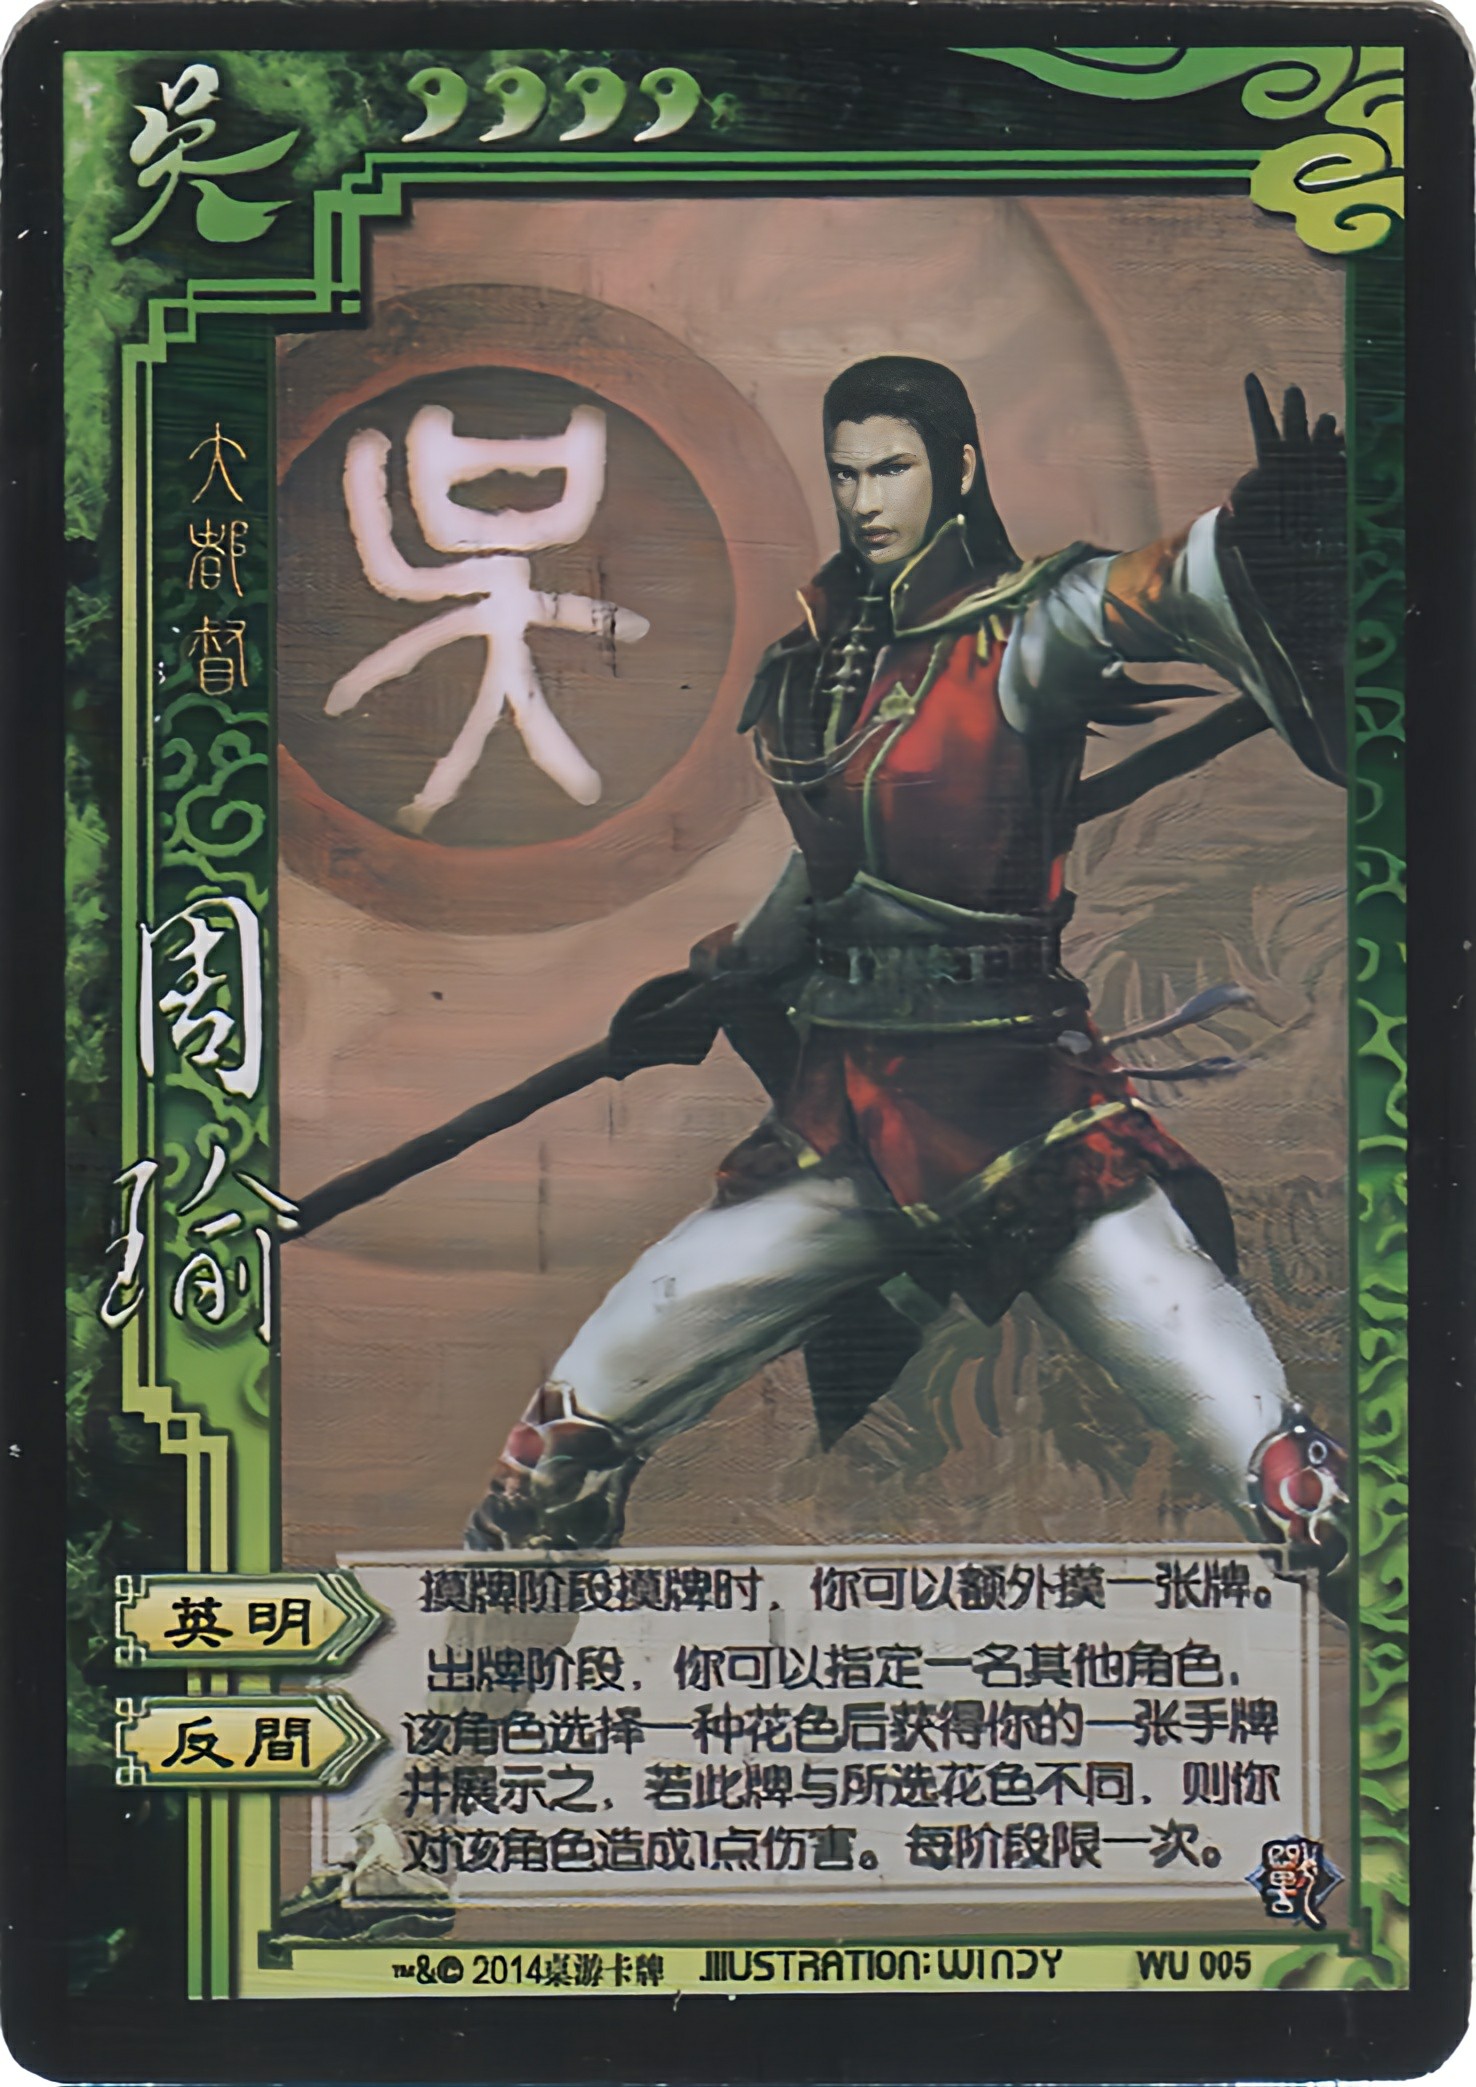 吳
大都督
吳
周瑜
英明
摸牌阶段摸牌时，你可以额外摸一张牌。
反間
出牌阶段，你可以指定一名其他角色，
该角色选择一种花色后获得你的一张手牌
并展示之，若此牌与所选花色不同，则你
对该角色造成1点伤害。每阶段限一次。
™&© 2014桌游卡牌 ILLUSTRATION: WINDY WU 005